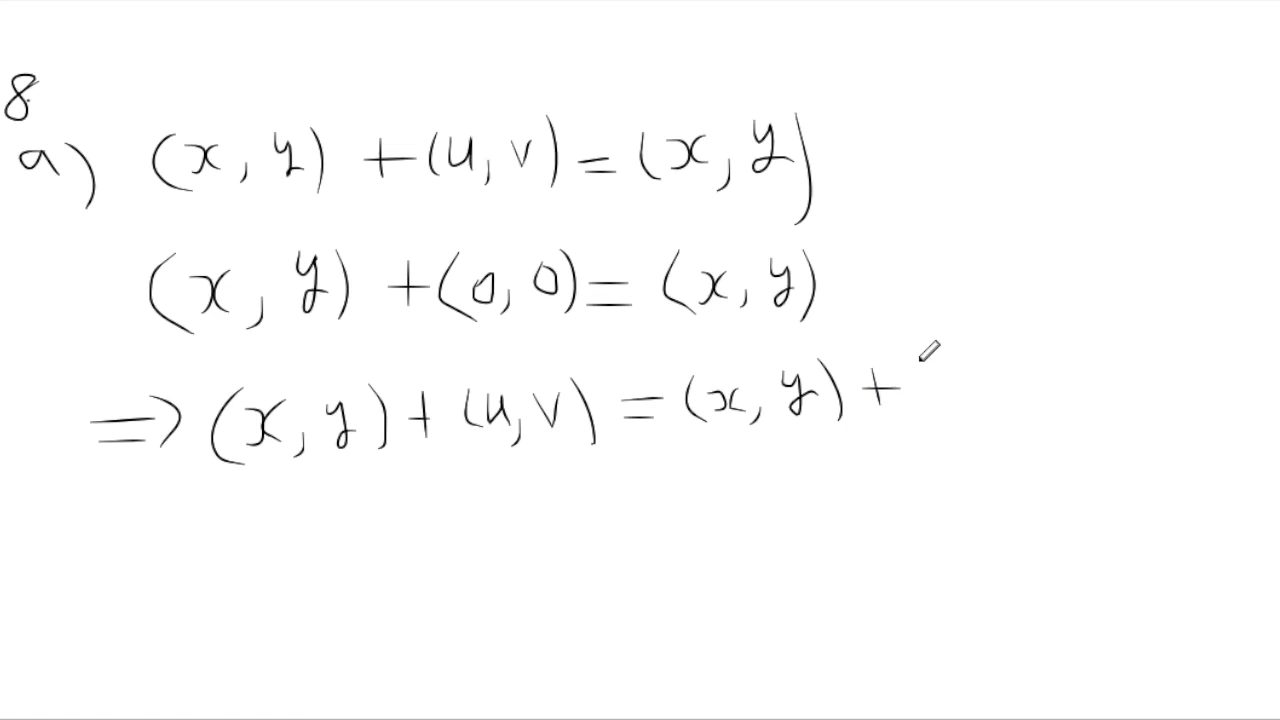 8
a) (x, y) + (u, v) = (x, y)
(x, y) + (0, 0) = (x, y)
⇒ (x, y) + (u, v) = (x, y) +